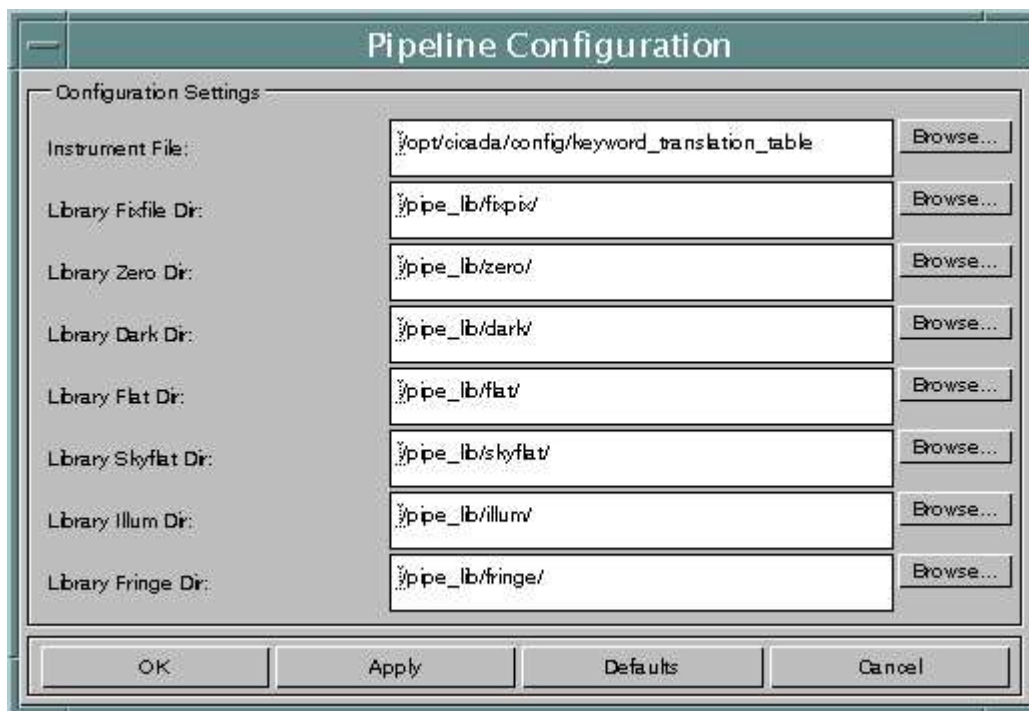 Pipeline Configuration
Configuration Settings
Instrument File: /opt/cicada/config/keyword_translation_table Browse...
Library Fixfile Dir: /pipe_lib/fixpix/ Browse...
Library Zero Dir: /pipe_lib/zero/ Browse...
Library Dark Dir: /pipe_lib/dark/ Browse...
Library Flat Dir: /pipe_lib/flat/ Browse...
Library Skyflat Dir: /pipe_lib/skyflat/ Browse...
Library Illum Dir: /pipe_lib/illum/ Browse...
Library Fringe Dir: /pipe_lib/fringe/ Browse...
OK Apply Defaults Cancel